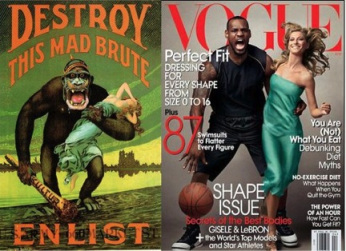 DESTROY
THIS MAD BRUTE
ENLIST
VOGUE
Perfect Fit
DRESSING
FOR
EVERY SHAPE
FROM
SIZE 0 TO 16
Plus
87 Swimsuits
to Flatter
Every Figure
SHAPE
ISSUE
Secrets of the Best Bodies
GISELE & LeBRON
The World's Top Models
and Star Athletes
You Are
(Not)
What You Eat
Debunking
Diet
Myths
NO-EXERCISE DIET
What Happens
When You
Quit the Gym
THE POWER
OF AN HOUR
How Fast Can
You Get Fit?